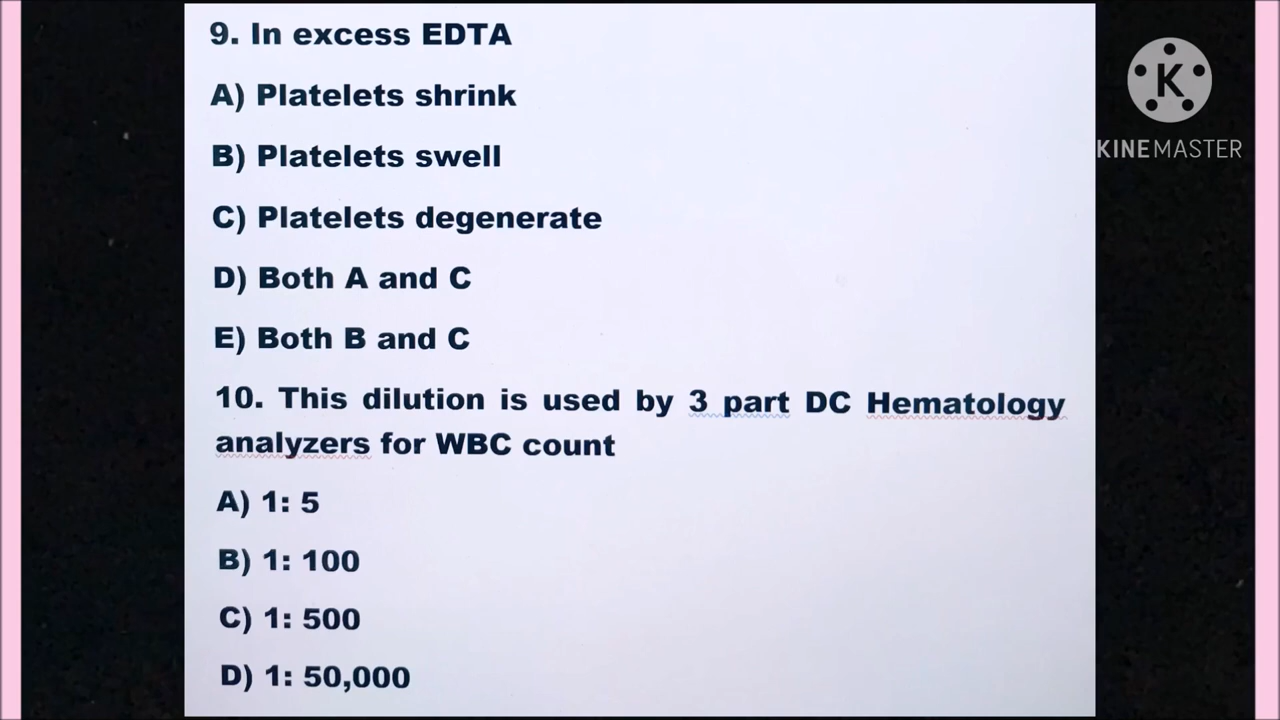 9. In excess EDTA
A) Platelets shrink
B) Platelets swell
C) Platelets degenerate
D) Both A and C
E) Both B and C
10. This dilution is used by 3 part DC Hematology
analyzers for WBC count
A) 1: 5
B) 1: 100
C) 1: 500
D) 1: 50,000
K
KINEMASTER